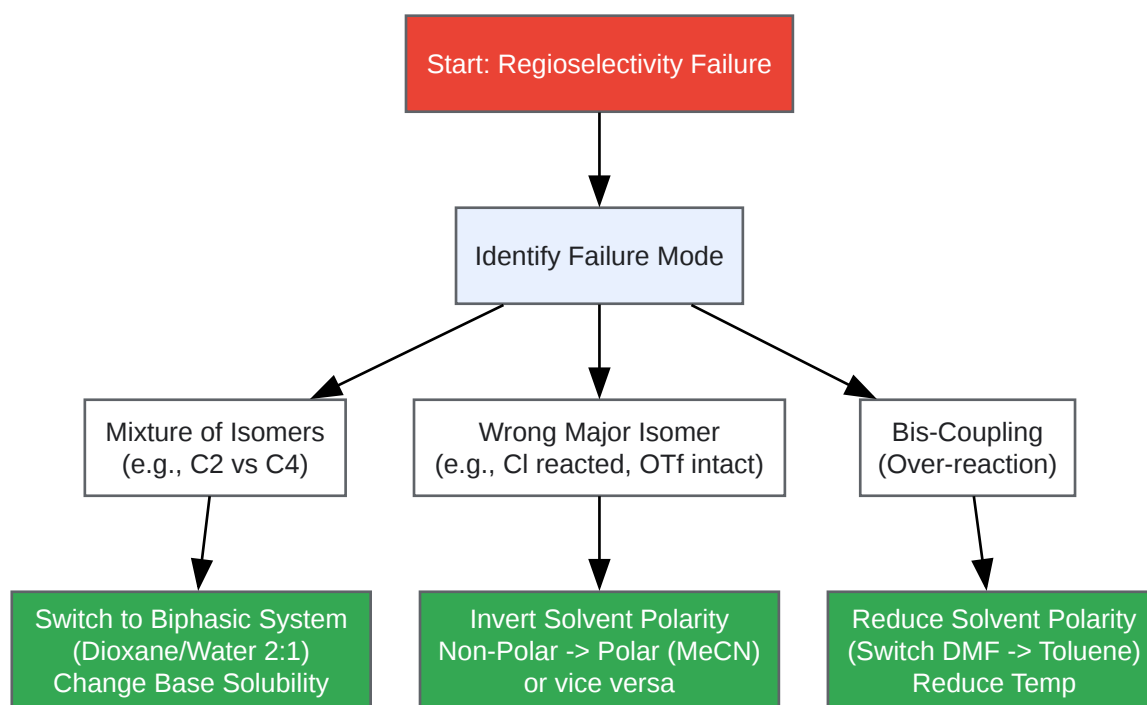 Start: Regioselectivity Failure
Identify Failure Mode
Mixture of Isomers
(e.g., C2 vs C4)
Wrong Major Isomer
(e.g., Cl reacted, OTf intact)
Bis-Coupling
(Over-reaction)
Switch to Biphasic System
(Dioxane/Water 2:1)
Change Base Solubility
Invert Solvent Polarity
Non-Polar -> Polar (MeCN)
or vice versa
Reduce Solvent Polarity
(Switch DMF -> Toluene)
Reduce Temp